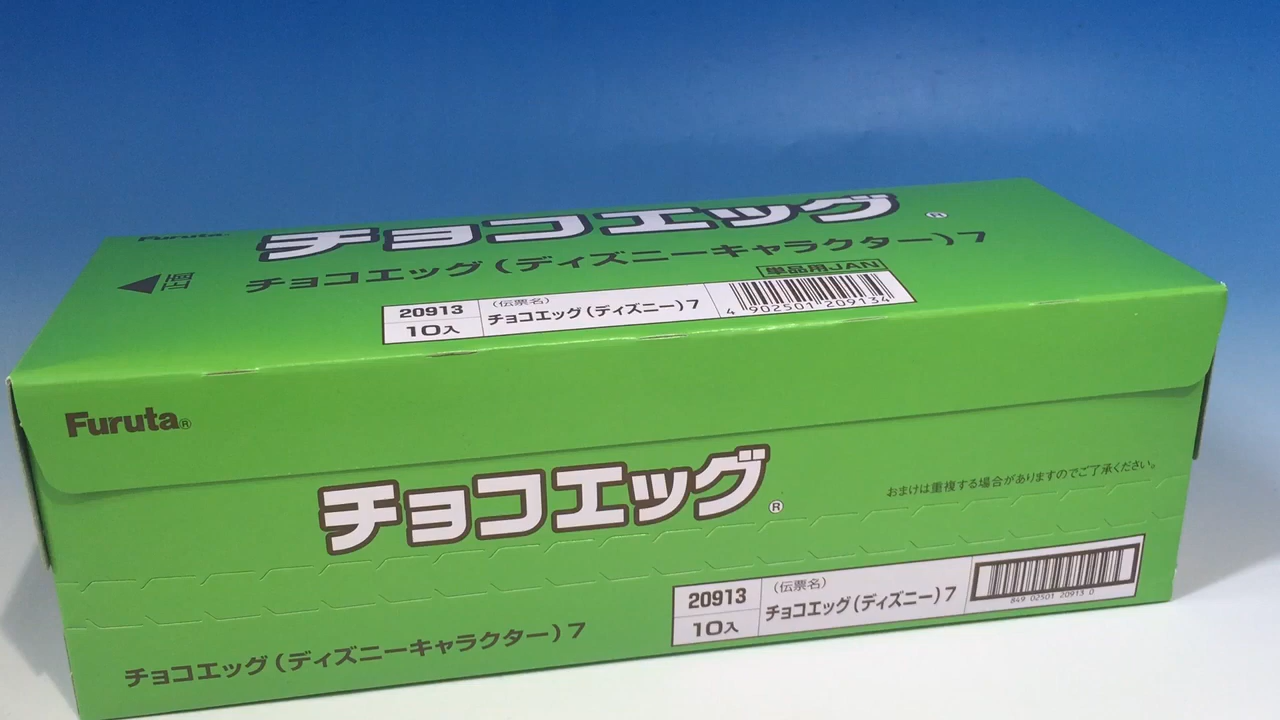 Furuta
チョコエッグ®
正面
チョコエッグ(ディズニーキャラクター)7
単品用JAN
20913
10入
(伝票名)
チョコエッグ(ディズニー)7
4 902501 209134
Furuta®
チョコエッグ®
おまけは重複する場合がありますのでご了承ください。
20913
10入
(伝票名)
チョコエッグ(ディズニー)7
849 02501 20913 0
チョコエッグ(ディズニーキャラクター)7